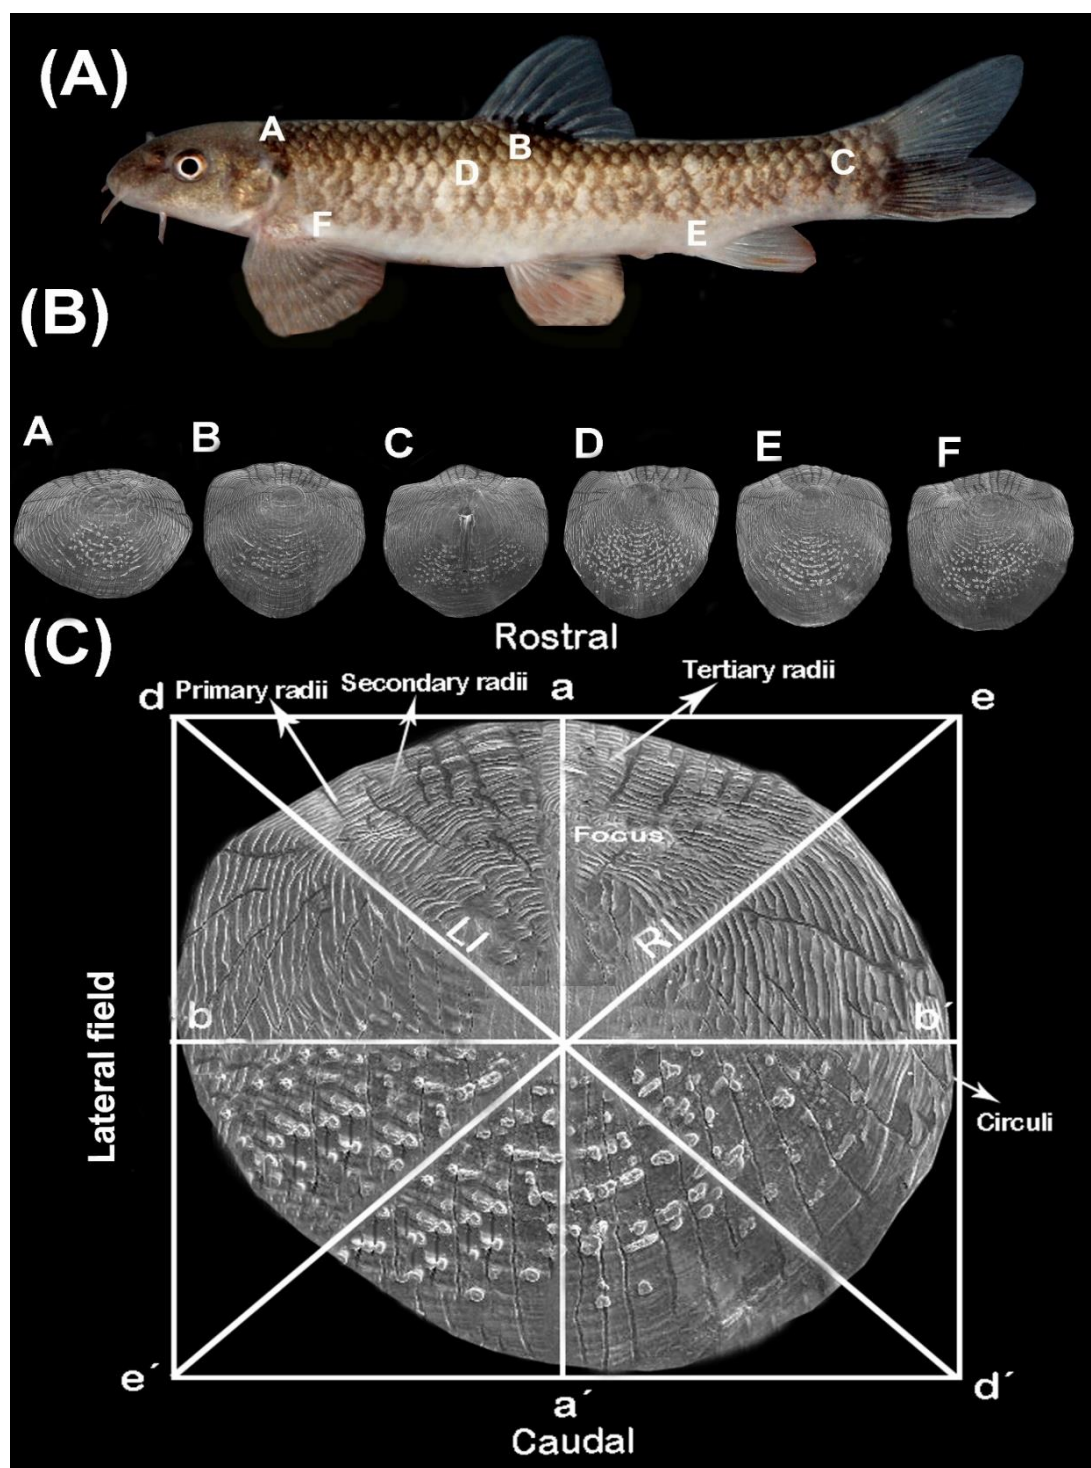 (A)
A
B
C
D
F
E
(B)
A B C D E F
Rostral
(C)
Primary radii Secondary radii Tertiary radii
d a e
Focus
LI RI
b b´
Lateral field
Circuli
e´ a´ d´
Caudal